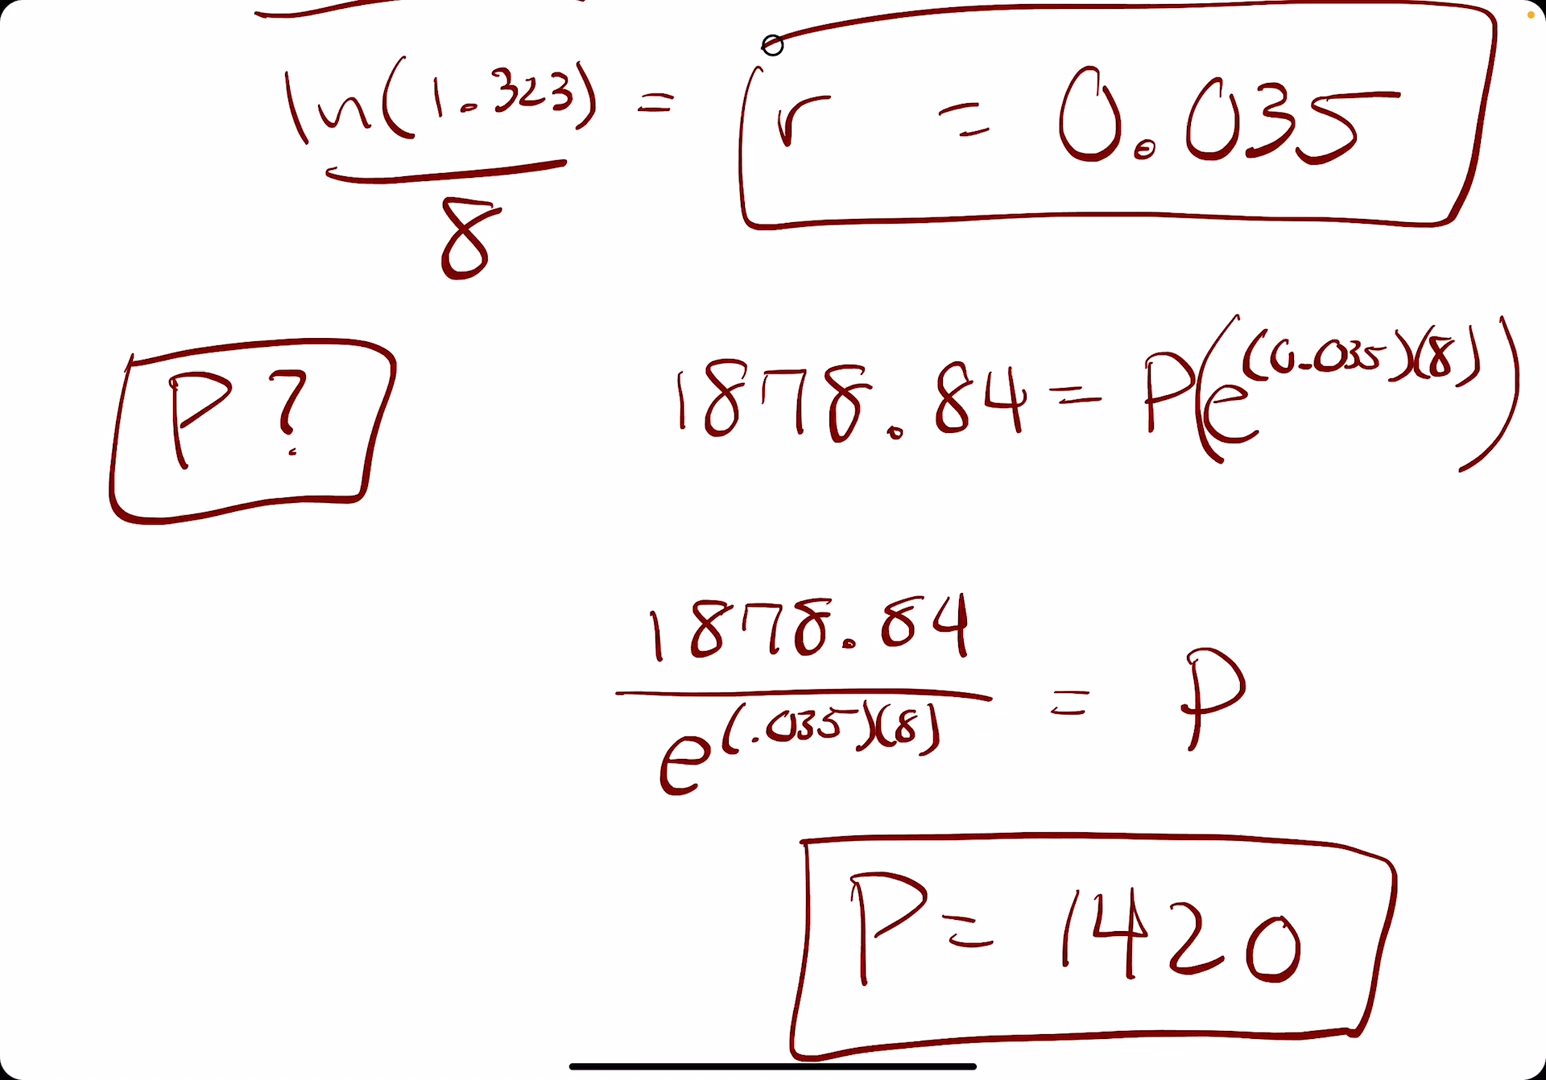 ln(1.323) = r = 0.035
8
P? 1878.84 = P(e^((0.035)(8)))
1878.84
e^((.035)(8)) = P
P = 1420